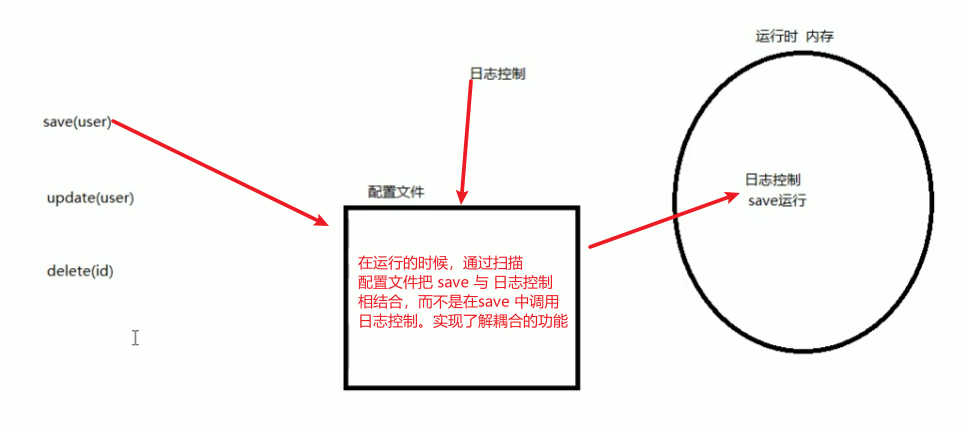 运行时 内存
日志控制
save(user)
update(user)
delete(id)
配置文件
在运行的时候，通过扫描
配置文件把 save 与 日志控制
相结合，而不是在save 中调用
日志控制。实现了解耦合的功能
日志控制
save运行